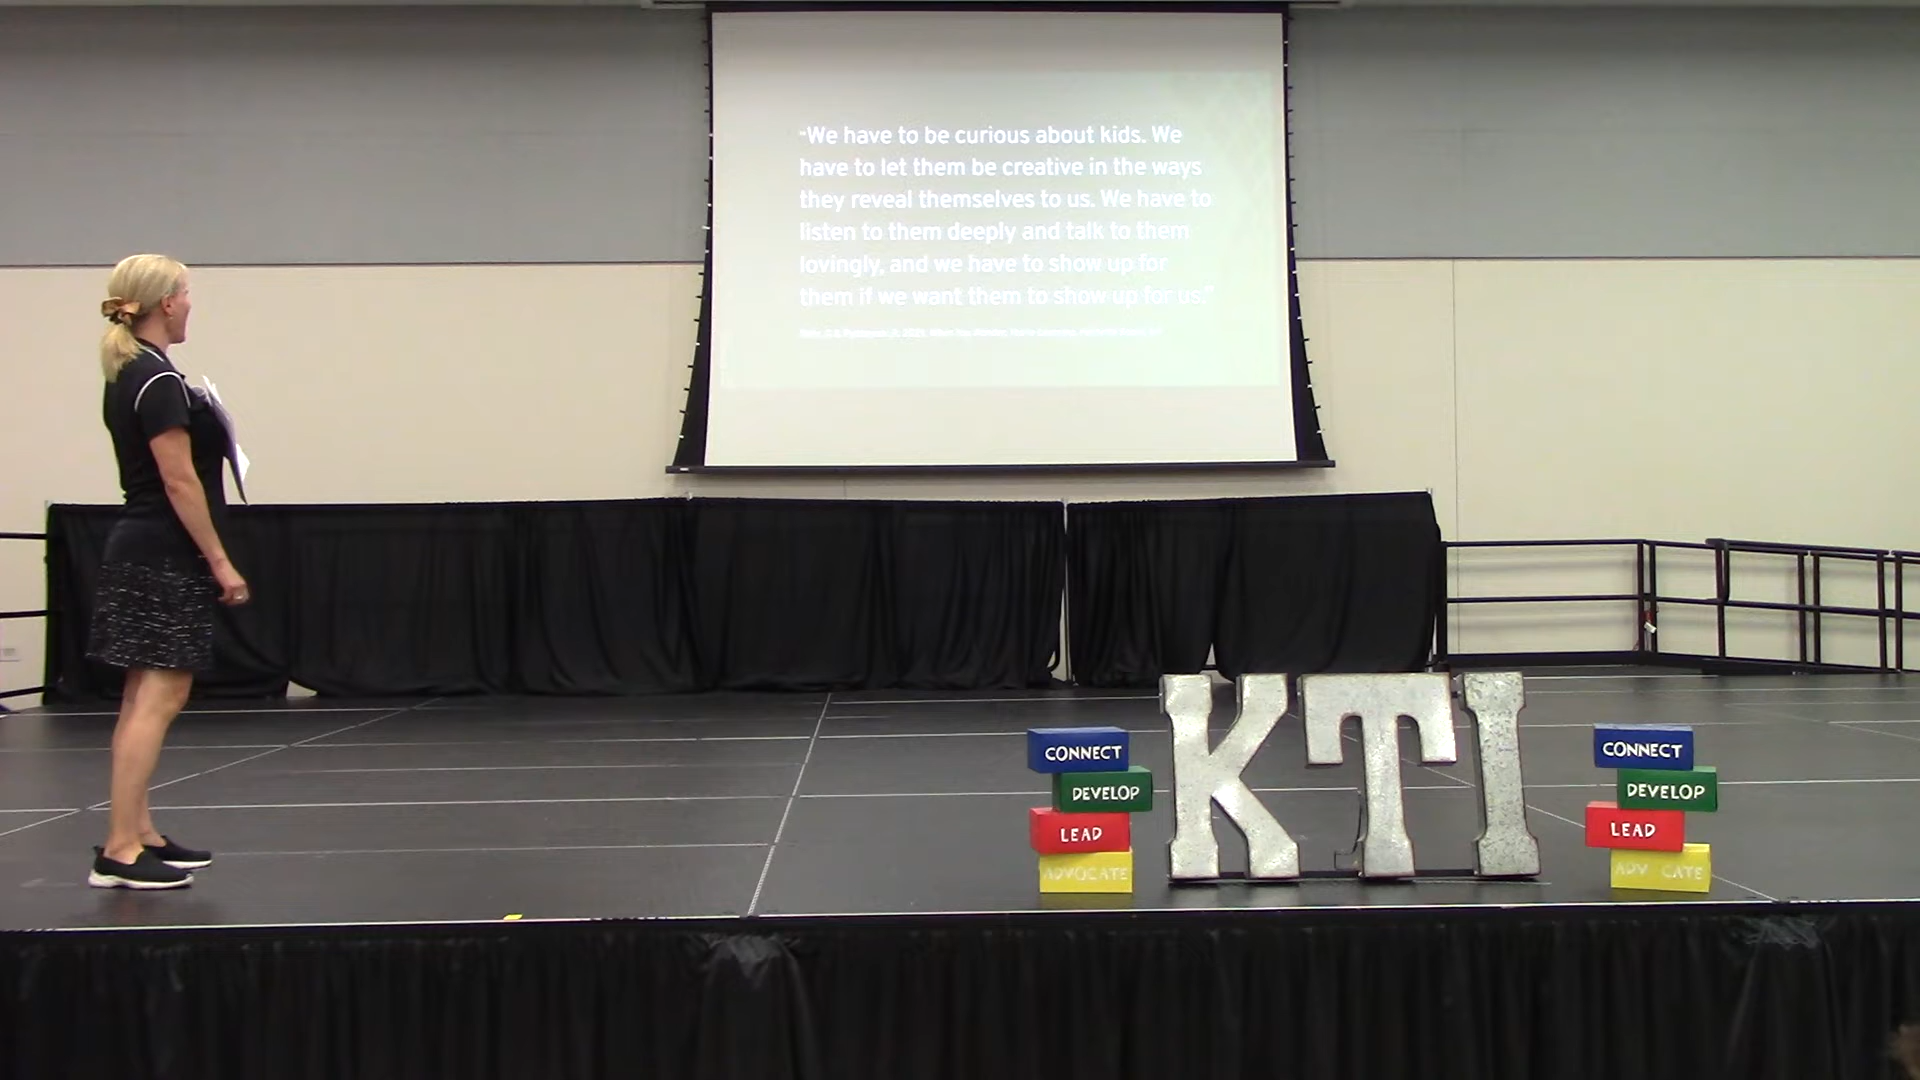 "We have to be curious about kids. We
have to let them be creative in the ways
they reveal themselves to us. We have to
listen to them deeply and talk to them
lovingly, and we have to show up for
them if we want them to show up for us."
KTI
CONNECT
DEVELOP
LEAD
ADVOCATE
CONNECT
DEVELOP
LEAD
ADV CATE